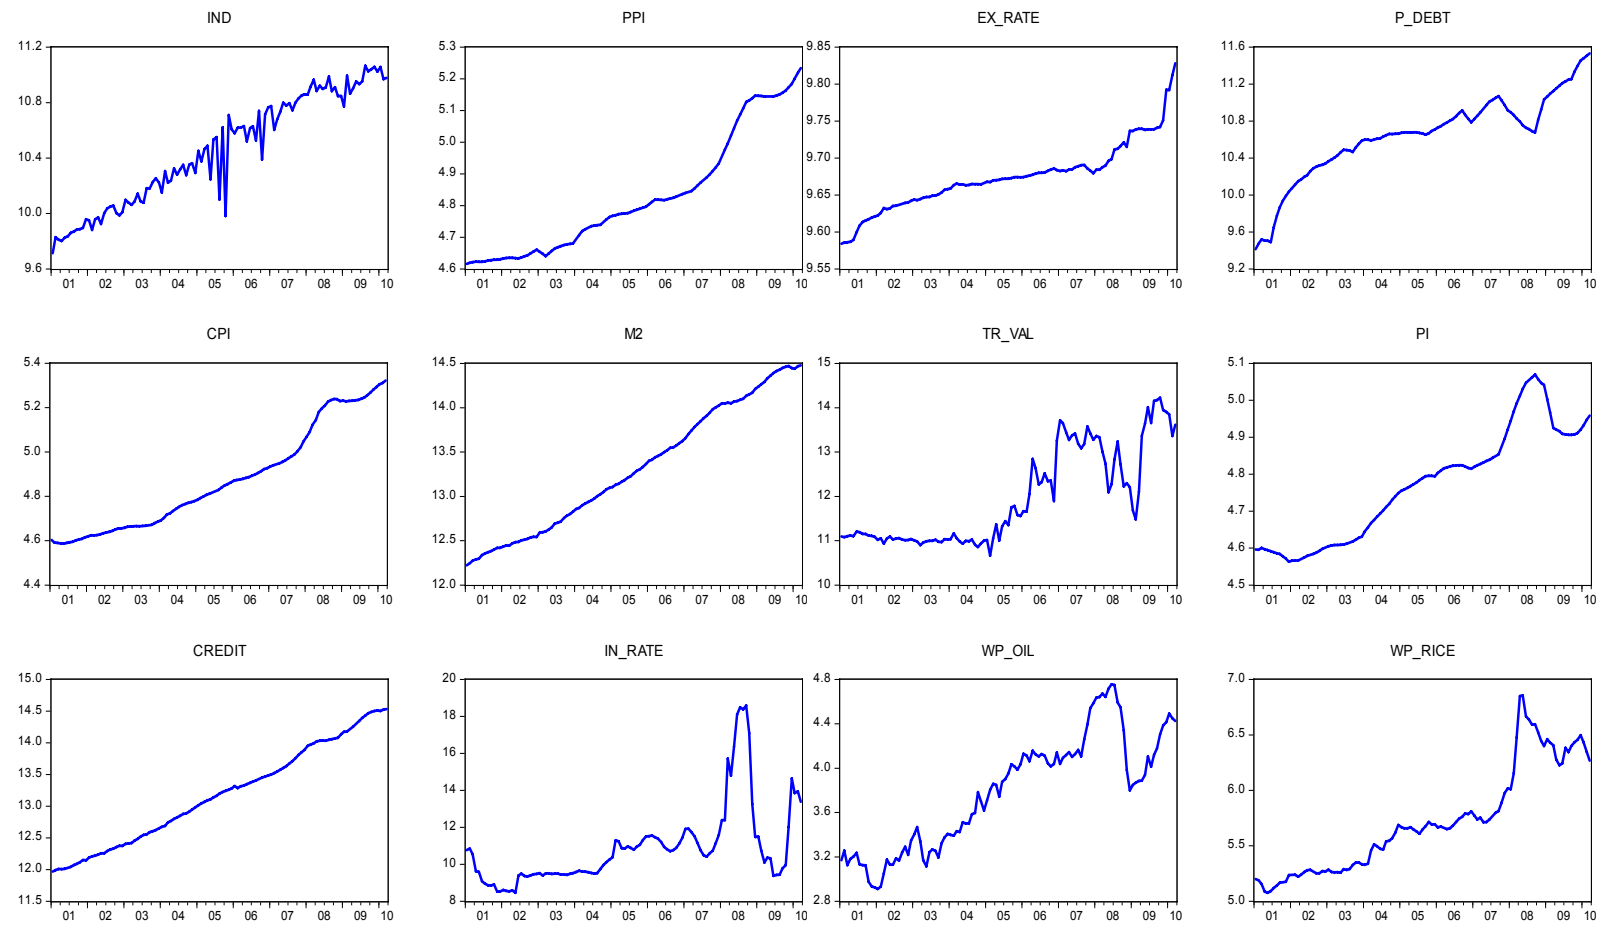 IND PPI EX_RATE P_DEBT
11.2 5.3 9.85 11.6
5.2 9.80 11.2
10.8 5.1 9.75 10.8
5.0
10.4 9.70 10.4
4.9
9.65 10.0
10.0 4.8
4.7 9.60 9.6
9.6 4.6 9.55 9.2
01 02 03 04 05 06 07 08 09 10 01 02 03 04 05 06 07 08 09 10 01 02 03 04 05 06 07 08 09 10 01 02 03 04 05 06 07 08 09 10
CPI M2 TR_VAL PI
5.4 14.5 15 5.1
5.2 14.0 14 5.0
4.9
5.0 13.5 13 4.8
4.8 13.0 12 4.7
4.6 12.5 11 4.6
4.4 12.0 10 4.5
01 02 03 04 05 06 07 08 09 10 01 02 03 04 05 06 07 08 09 10 01 02 03 04 05 06 07 08 09 10 01 02 03 04 05 06 07 08 09 10
CREDIT IN_RATE WP_OIL WP_RICE
15.0 20 4.8 7.0
14.5 18 4.4 6.5
14.0 16
13.5 14 4.0 6.0
13.0 12 3.6
12.5 3.2 5.5
12.0 10
11.5 8 2.8 5.0
01 02 03 04 05 06 07 08 09 10 01 02 03 04 05 06 07 08 09 10 01 02 03 04 05 06 07 08 09 10 01 02 03 04 05 06 07 08 09 10